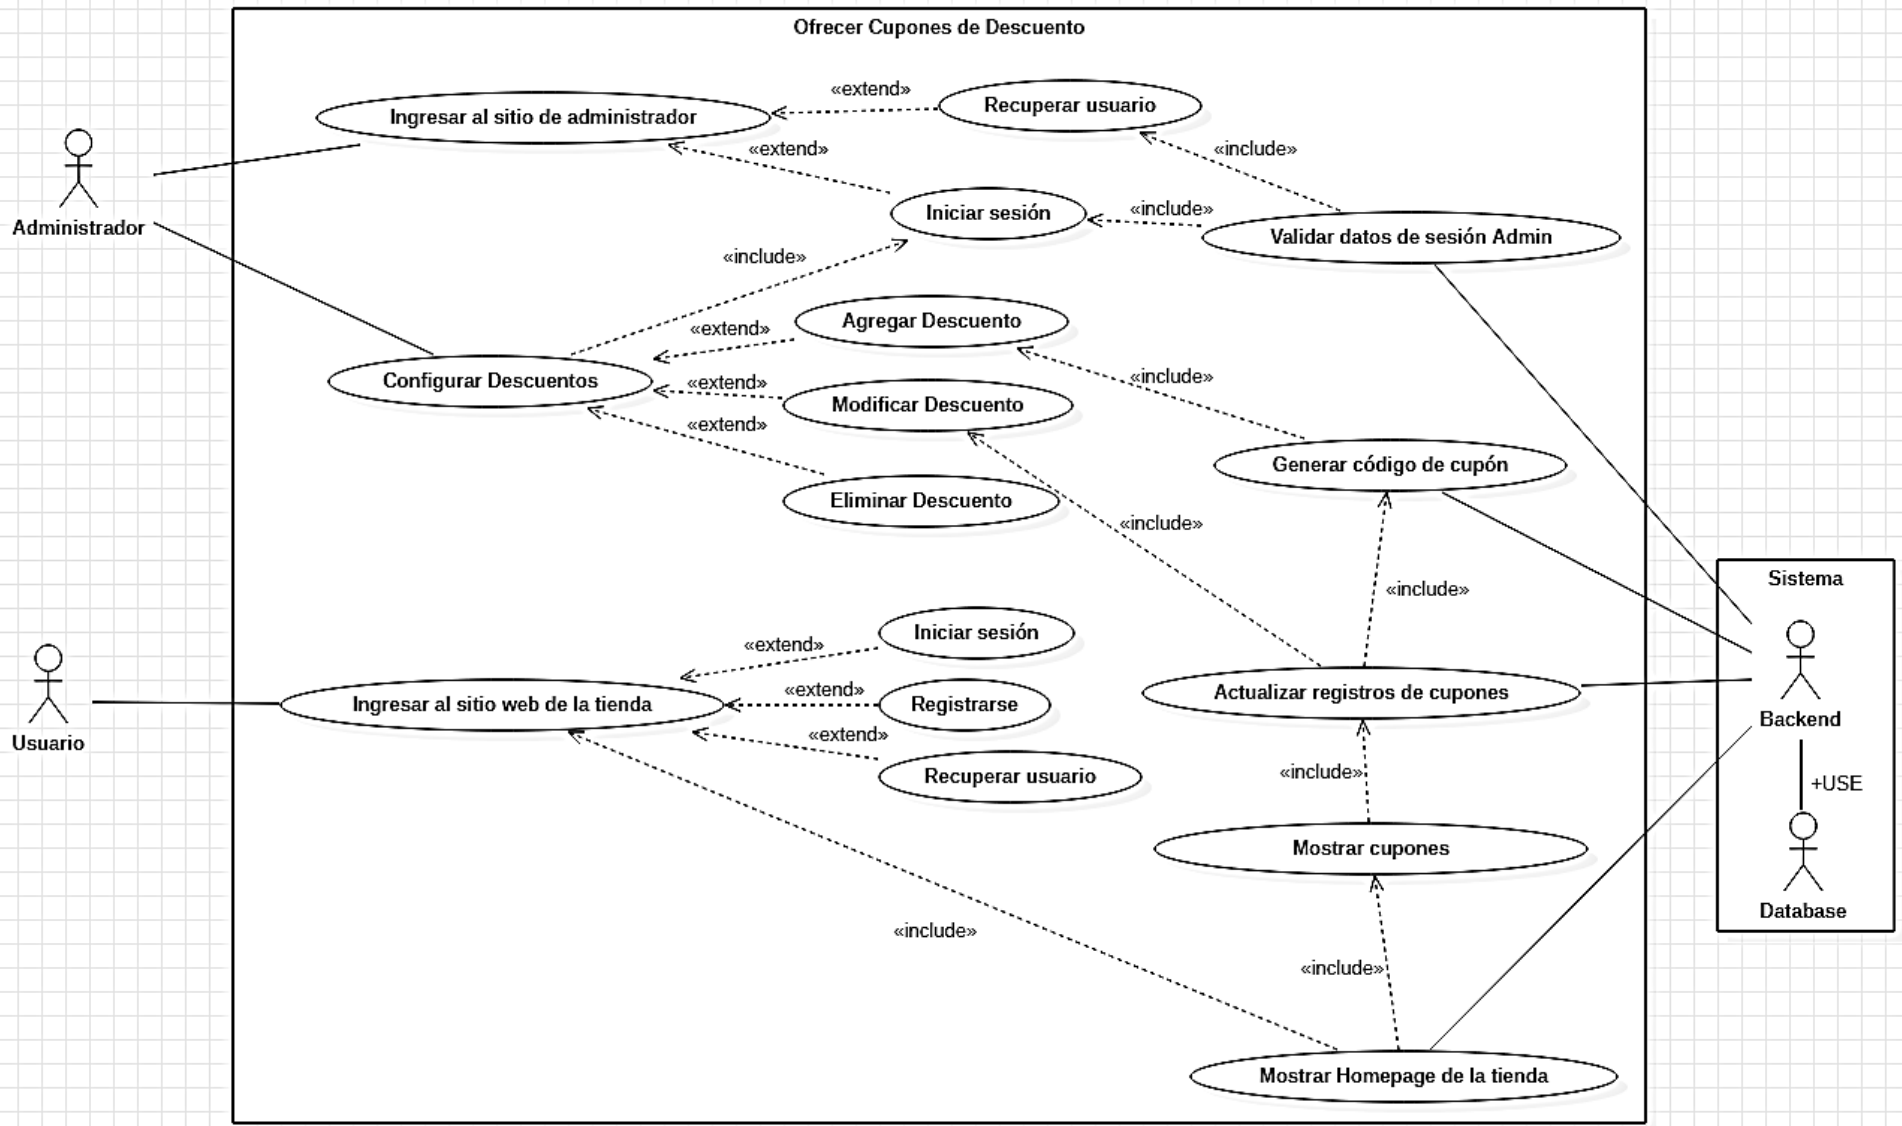 Ofrecer Cupones de Descuento
«extend»
Recuperar usuario
Ingresar al sitio de administrador
«extend»
«include»
Iniciar sesión
«include»
Validar datos de sesión Admin
Administrador
«include»
Agregar Descuento
«extend»
Configurar Descuentos
«extend»
«include»
Modificar Descuento
«extend»
Generar código de cupón
Eliminar Descuento
«include»
Sistema
«include»
Iniciar sesión
«extend»
«extend»
Actualizar registros de cupones
Ingresar al sitio web de la tienda
Registrarse
Backend
«extend»
Usuario
«include»
Recuperar usuario
+USE
Mostrar cupones
Database
«include»
«include»
Mostrar Homepage de la tienda